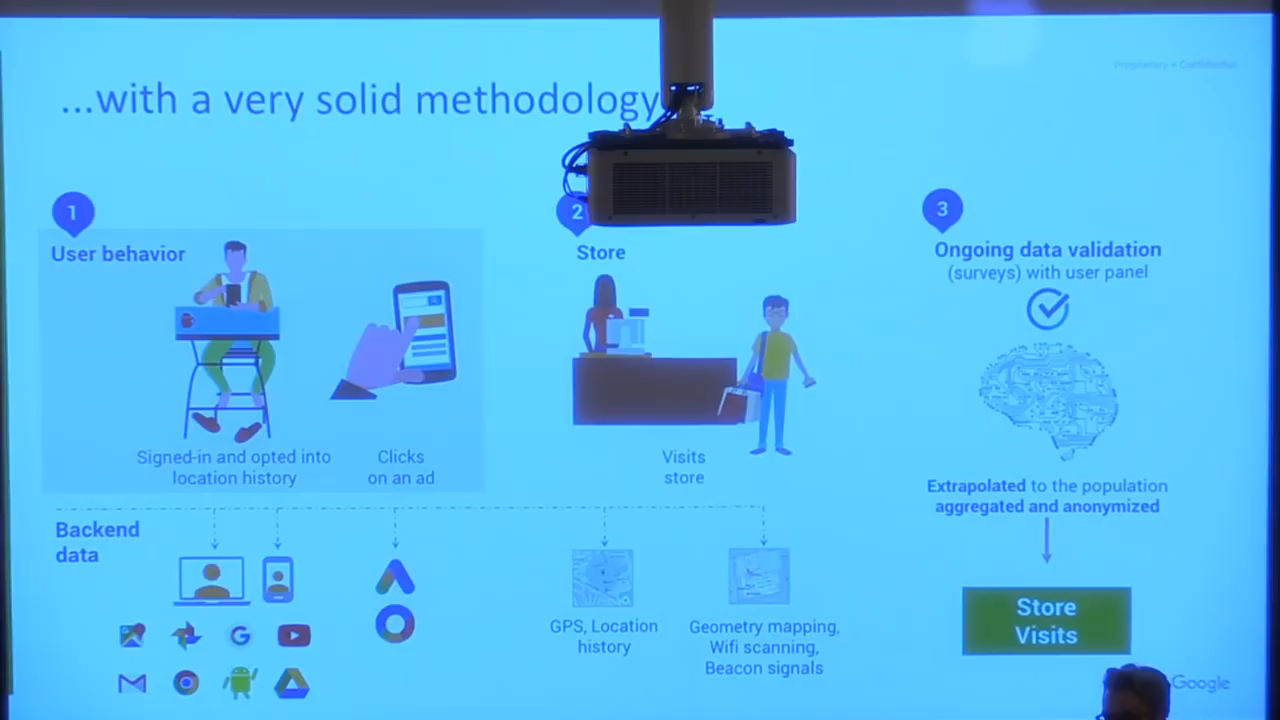 Proprietary + Confidential
...with a very solid methodology
1
User behavior
Signed-in and opted into
location history
Clicks
on an ad
2
Store
Visits
store
3
Ongoing data validation
(surveys) with user panel
Extrapolated to the population
aggregated and anonymized
Store
Visits
Backend
data
GPS, Location
history
Geometry mapping,
Wifi scanning,
Beacon signals
G
Google